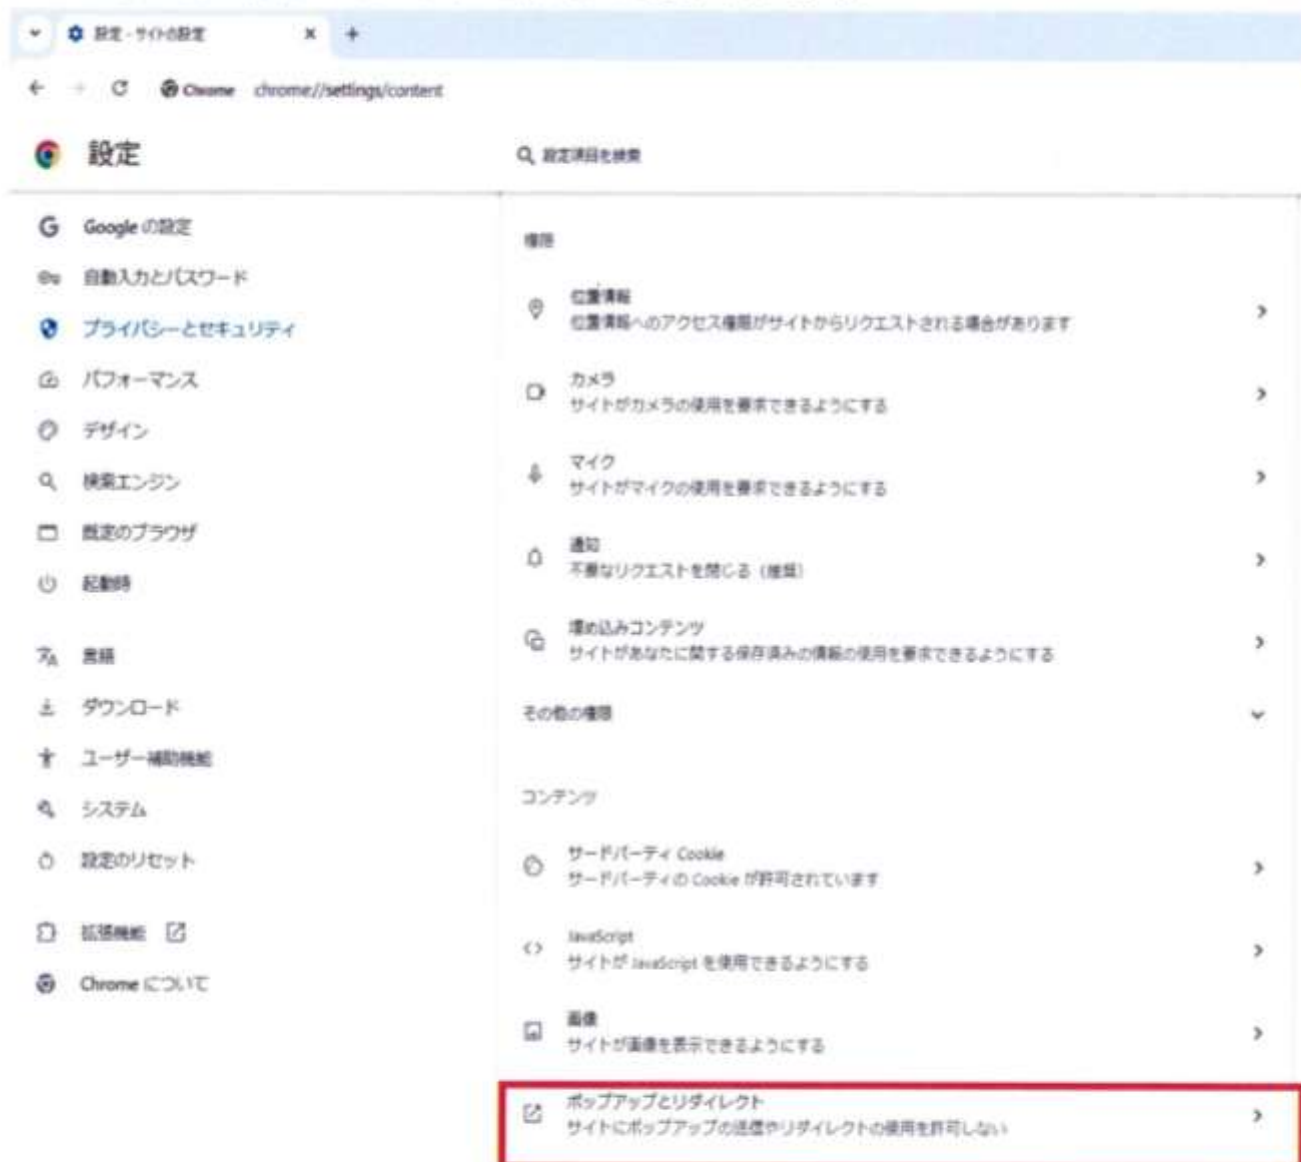 設定 - サイトの設定
Chrome chrome://settings/content
設定
設定項目を検索
Google の設定
自動入力とパスワード
プライバシーとセキュリティ
パフォーマンス
デザイン
検索エンジン
既定のブラウザ
起動時
言語
ダウンロード
ユーザー補助機能
システム
設定のリセット
拡張機能
Chrome について
権限
位置情報
位置情報へのアクセス権限がサイトからリクエストされる場合があります
カメラ
サイトがカメラの使用を要求できるようにする
マイク
サイトがマイクの使用を要求できるようにする
通知
不要なリクエストを閉じる（推奨）
埋め込みコンテンツ
サイトがあなたに関する保存済みの情報の使用を要求できるようにする
その他の権限
コンテンツ
サードパーティ Cookie
サードパーティの Cookie が許可されています
JavaScript
サイトが JavaScript を使用できるようにする
画像
サイトが画像を表示できるようにする
ポップアップとリダイレクト
サイトにポップアップの送信やリダイレクトの使用を許可しない